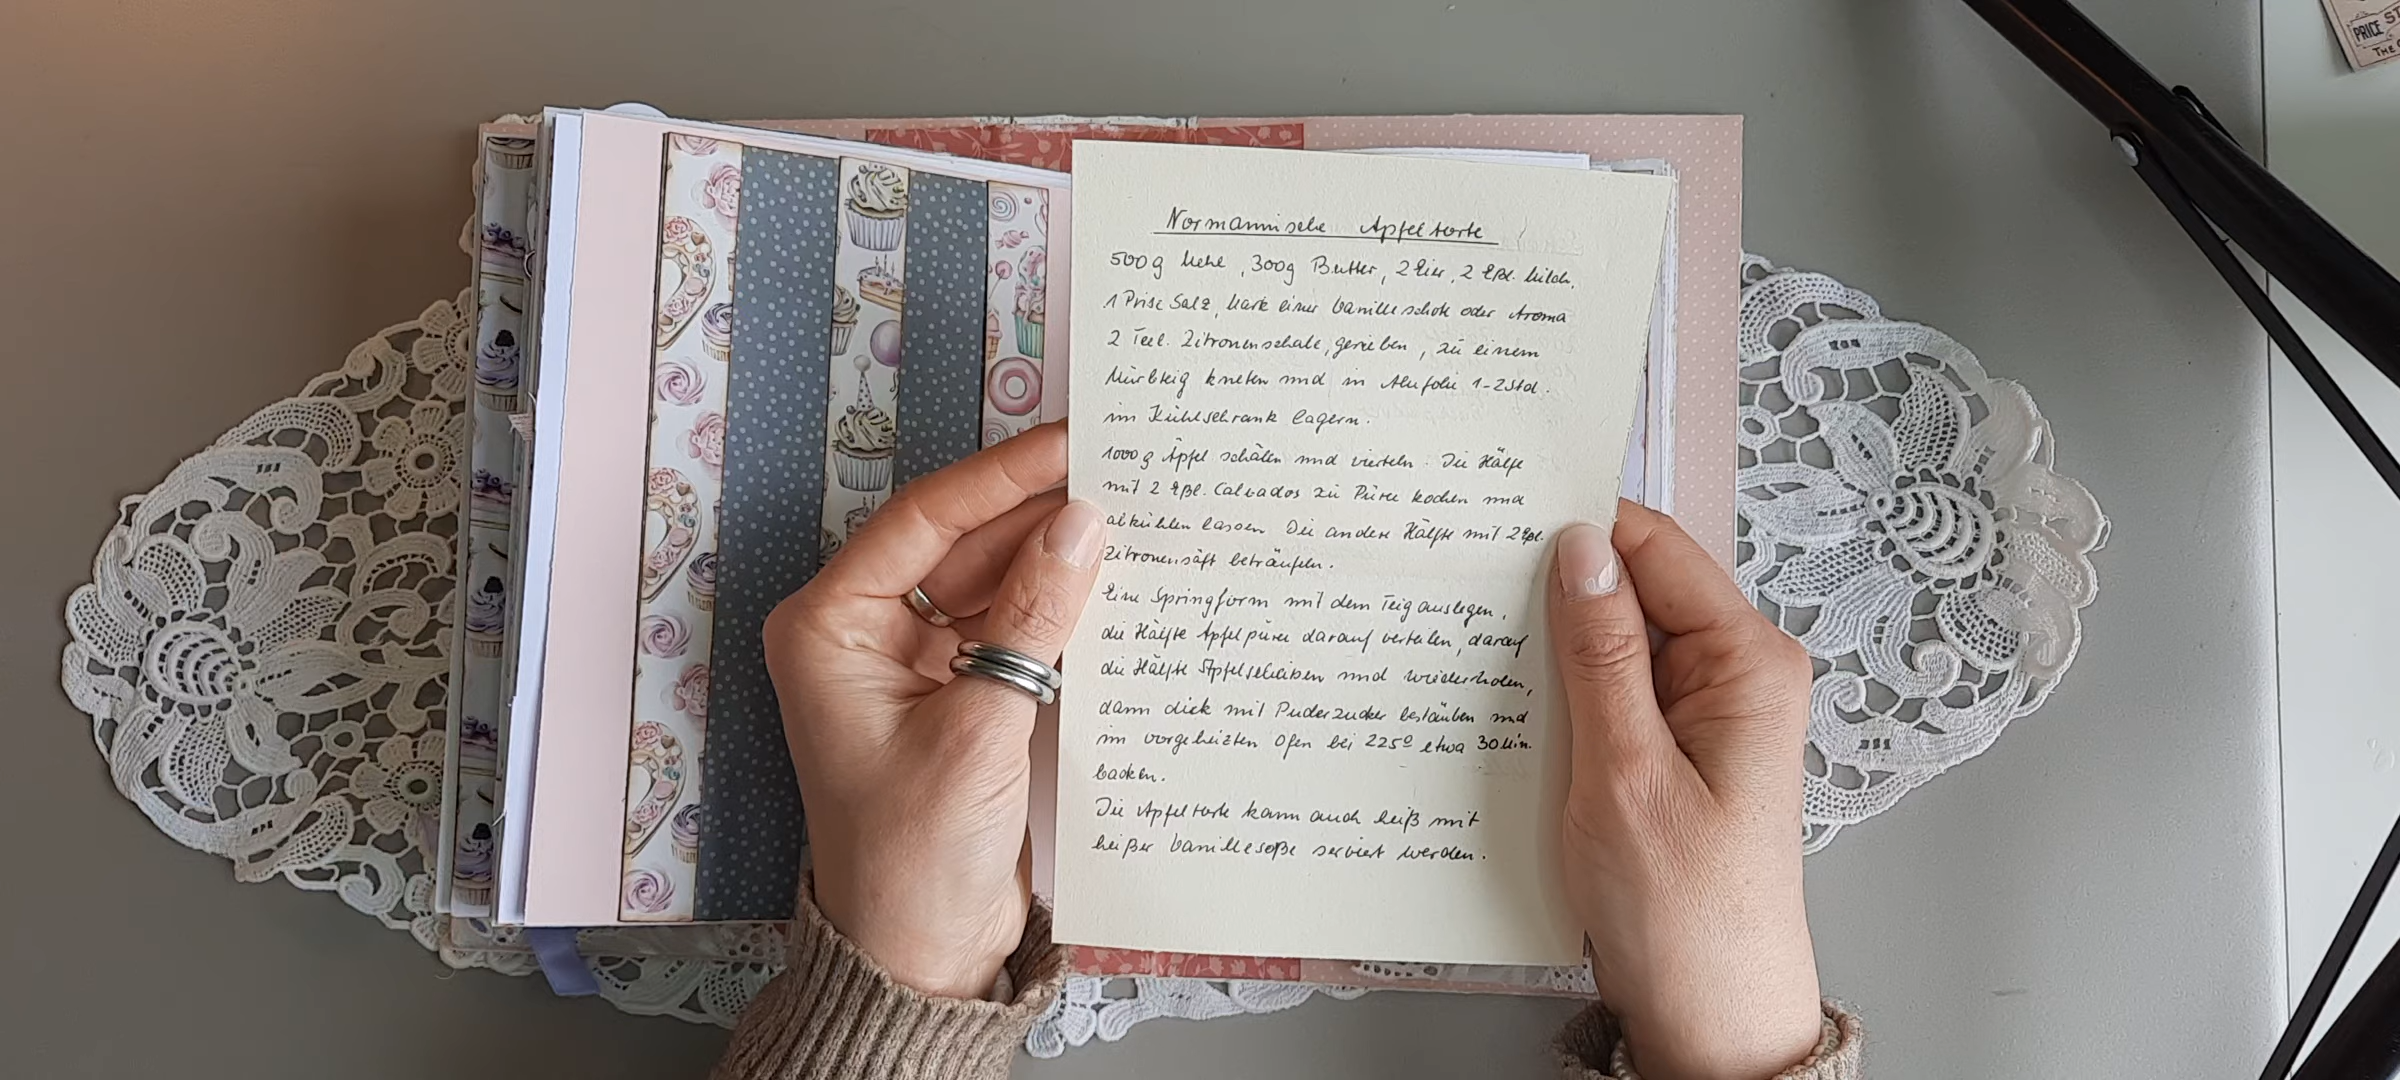 Normannische Apfeltorte
500g Mehl, 300g Butter, 2 Eier, 2 Eßl. Milch,
1 Prise Salz, Mark einer Vanilleschote oder Aroma
2 Teel. Zitronenschale, gerieben, zu einem
Mürbteig kneten und in Alufolie 1-2 Std.
im Kühlschrank lagern.
1000g Äpfel schälen und vierteln. Die Hälfte
mit 2 Eßl. Calvados zu Püree kochen und
abkühlen lassen. Die andere Hälfte mit 2 Eßl.
Zitronensaft beträufeln.
Eine Springform mit dem Teig auslegen,
die Hälfte Apfelpüree darauf verteilen, darauf
die Hälfte Apfelscheiben und wiederholen,
dann dick mit Puderzucker bestäuben und
im vorgeheizten Ofen bei 225° etwa 30 Min.
backen.
Die Apfeltorte kann auch heiß mit
heißer Vanillesoße serviert werden.
PRICE ST
THE